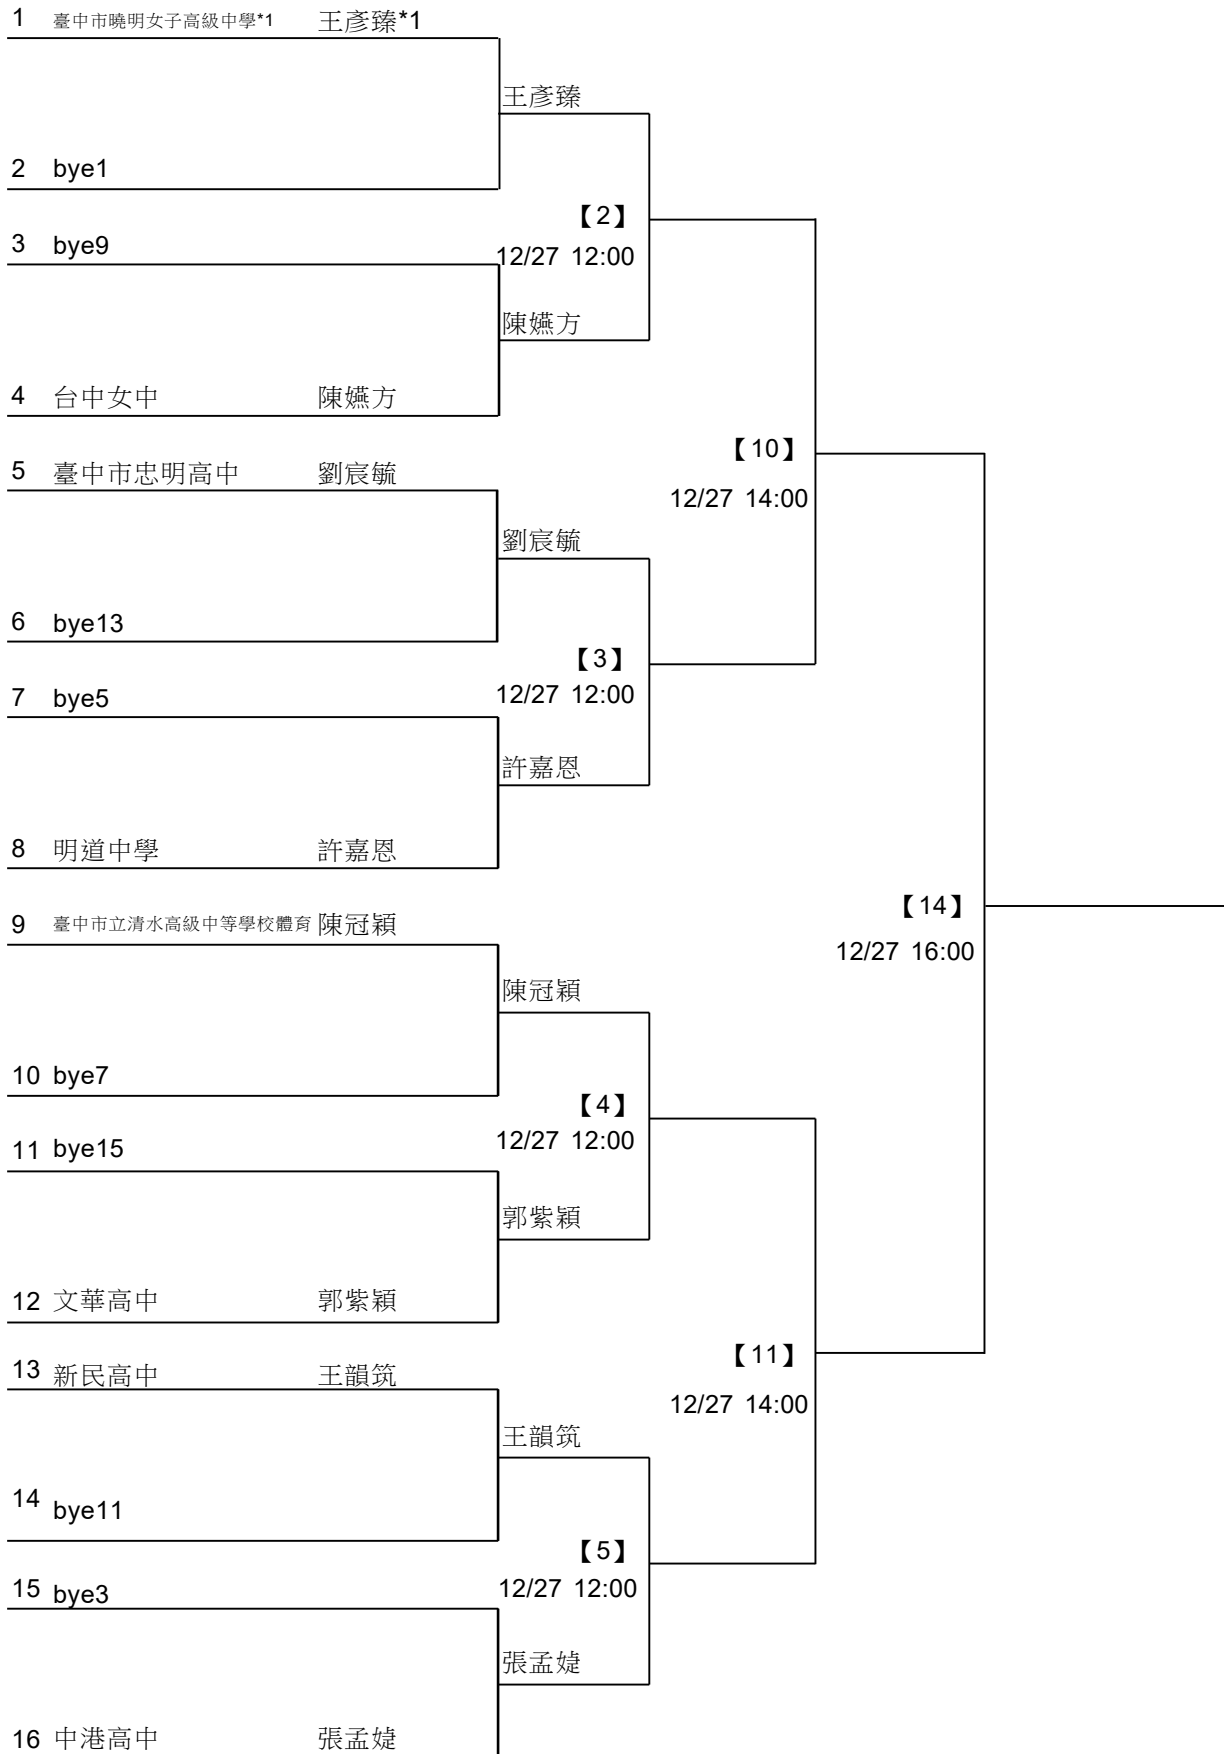 1 臺中市曉明女子高級中學*1 王彥臻*1
王彥臻
2 bye1
【2】
3 bye9
12/27 12:00
陳嬿方
4 台中女中 陳嬿方
【10】
5 臺中市忠明高中 劉宸毓
12/27 14:00
劉宸毓
6 bye13
【3】
7 bye5
12/27 12:00
許嘉恩
8 明道中學 許嘉恩
【14】
9 臺中市立清水高級中等學校體育 陳冠穎
12/27 16:00
陳冠穎
10 bye7
【4】
11 bye15
12/27 12:00
郭紫穎
12 文華高中 郭紫穎
【11】
13 新民高中 王韻筑
12/27 14:00
王韻筑
14 bye11
【5】
15 bye3
12/27 12:00
張孟婕
16 中港高中 張孟婕